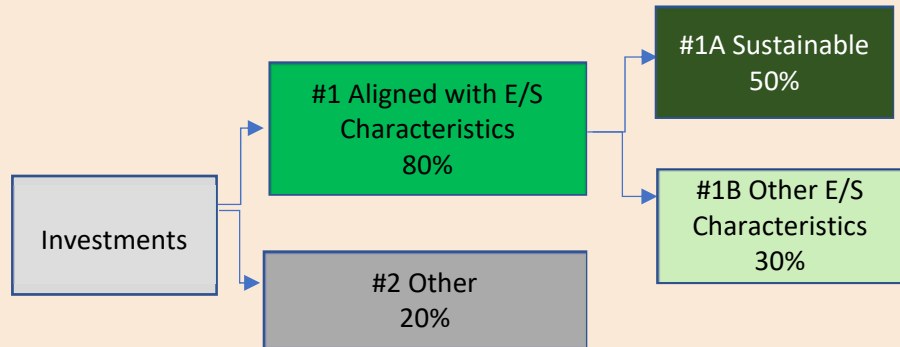 Investments
#1 Aligned with E/S
Characteristics
80%
#2 Other
20%
#1A Sustainable
50%
#1B Other E/S
Characteristics
30%